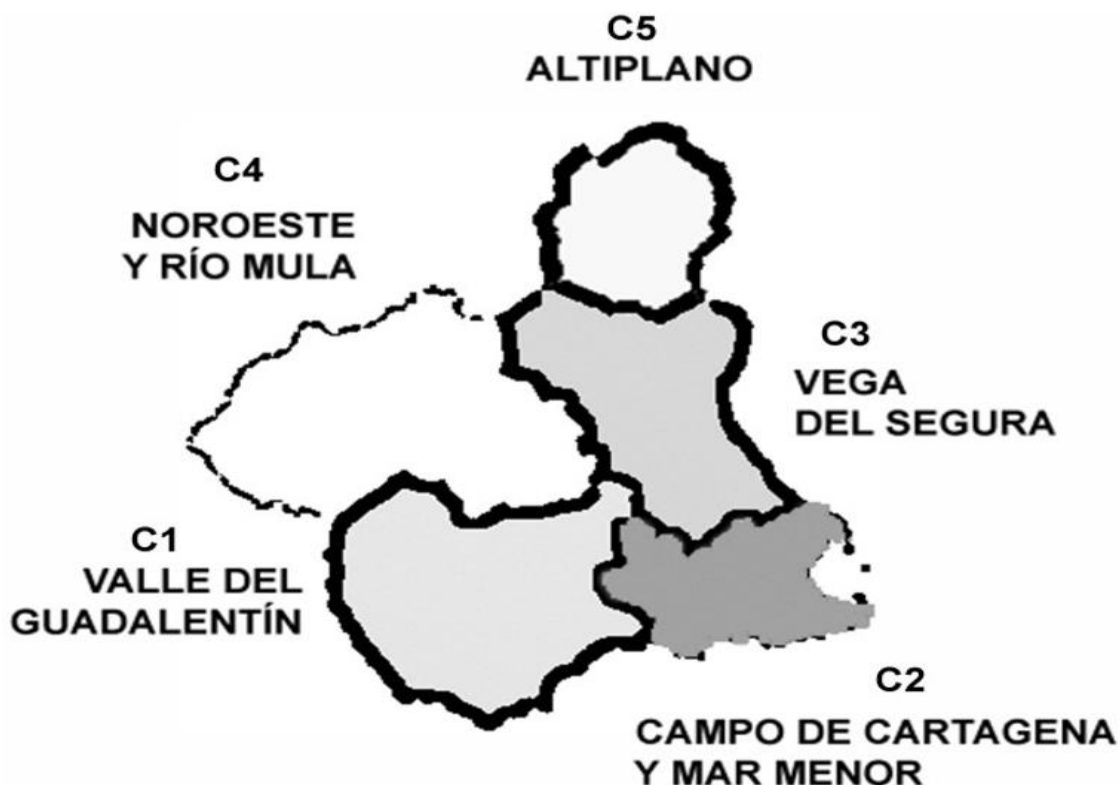 C5
ALTIPLANO
C4
NOROESTE
Y RÍO MULA
C3
VEGA
DEL SEGURA
C1
VALLE DEL
GUADALENTÍN
C2
CAMPO DE CARTAGENA
Y MAR MENOR